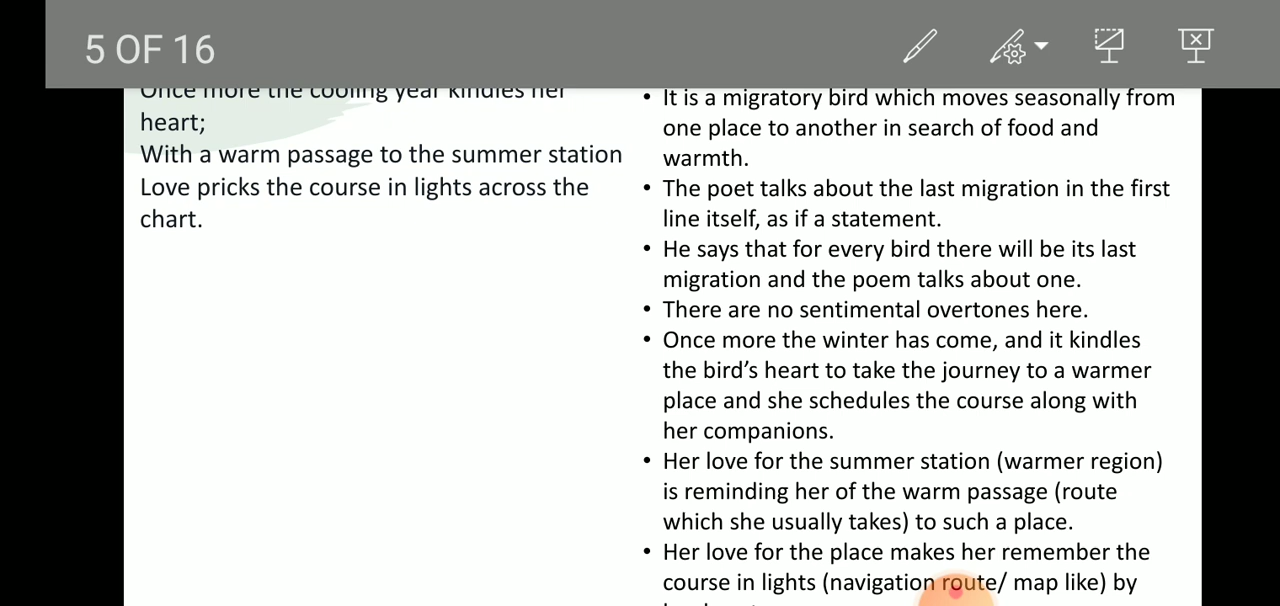 5 OF 16
Once more the cooling year kindles her
heart;
With a warm passage to the summer station
Love pricks the course in lights across the
chart.
• It is a migratory bird which moves seasonally from
one place to another in search of food and
warmth.
• The poet talks about the last migration in the first
line itself, as if a statement.
• He says that for every bird there will be its last
migration and the poem talks about one.
• There are no sentimental overtones here.
• Once more the winter has come, and it kindles
the bird’s heart to take the journey to a warmer
place and she schedules the course along with
her companions.
• Her love for the summer station (warmer region)
is reminding her of the warm passage (route
which she usually takes) to such a place.
• Her love for the place makes her remember the
course in lights (navigation route/ map like) by